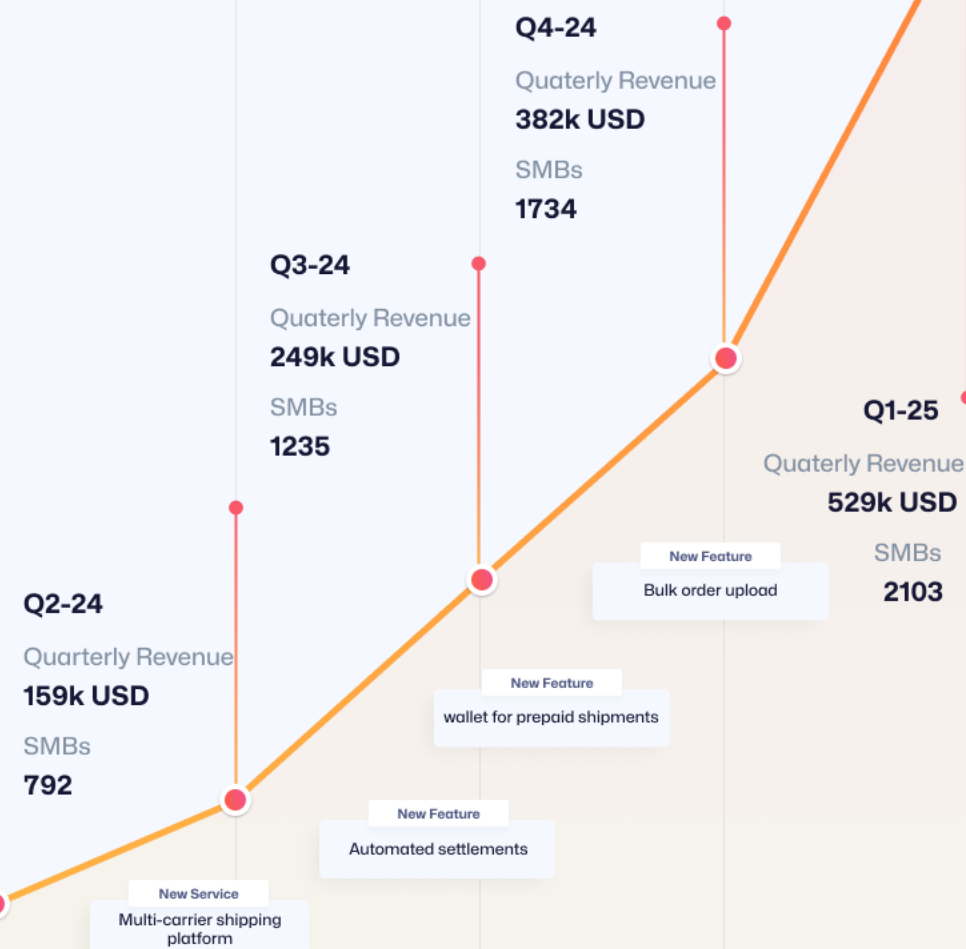 Q4-24
Quaterly Revenue
382k USD
SMBs
1734
Q3-24
Quaterly Revenue
249k USD
SMBs
1235
Q1-25
Quaterly Revenue
529k USD
SMBs
2103
Q2-24
Quarterly Revenue
159k USD
SMBs
792
New Feature
Bulk order upload
New Feature
wallet for prepaid shipments
New Feature
Automated settlements
New Service
Multi-carrier shipping
platform